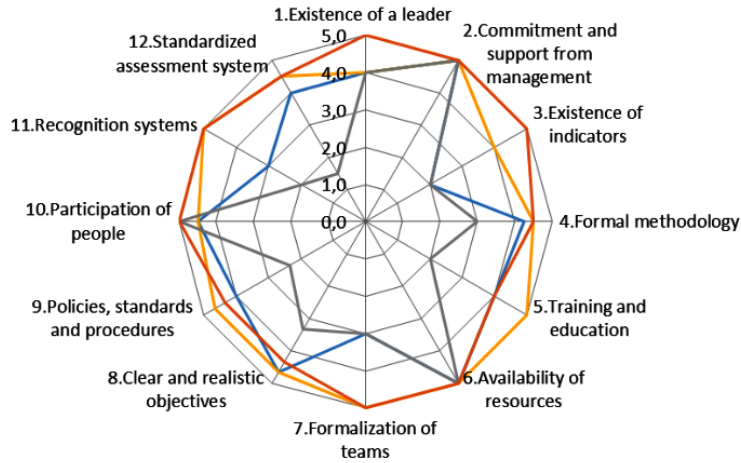 1.Existence of a leader
5,0
4,0
3,0
2,0
1,0
0,0
2.Commitment and
support from
management
3.Existence of
indicators
4.Formal methodology
5.Training and
education
6.Availability of
resources
7.Formalization of
teams
8.Clear and realistic
objectives
9.Policies, standards
and procedures
10.Participation of
people
11.Recognition systems
12.Standardized
assessment system